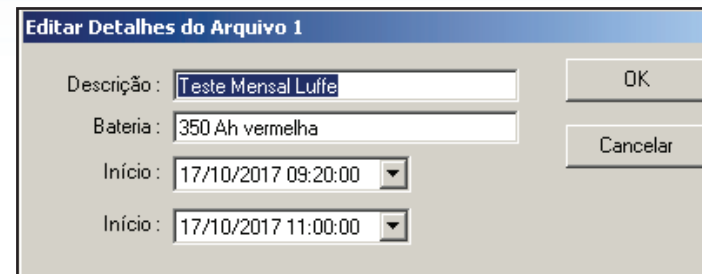 Editar Detalhes do Arquivo 1
Descrição : Teste Mensal Luffe OK
Bateria : 350 Ah vermelha
Cancelar
Início : 17/10/2017 09:20:00
Início : 17/10/2017 11:00:00